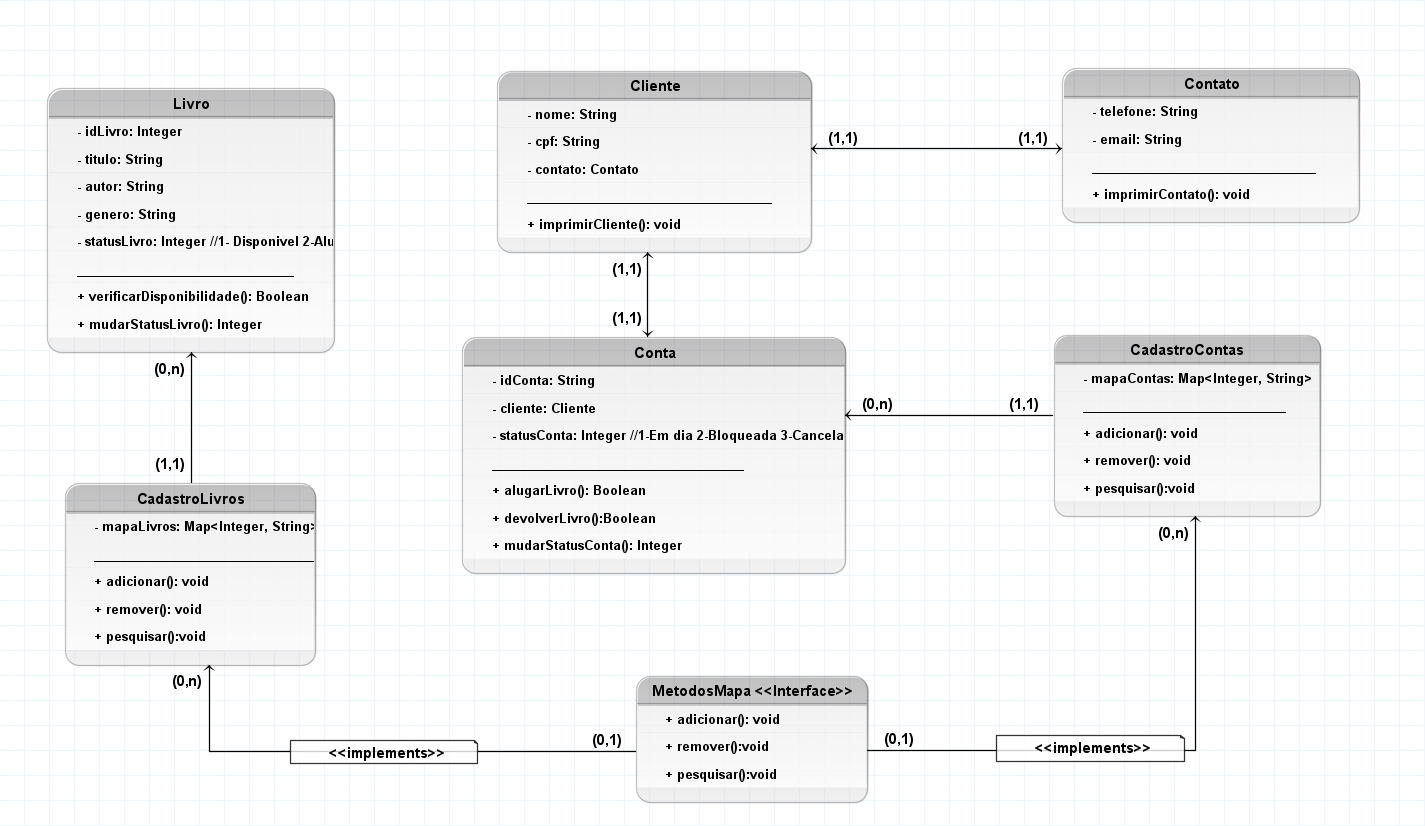 Livro
- idLivro: Integer
- titulo: String
- autor: String
- genero: String
- statusLivro: Integer //1- Disponivel 2-Alu
+ verificarDisponibilidade(): Boolean
+ mudarStatusLivro(): Integer
(0,n)
(1,1)
CadastroLivros
- mapaLivros: Map<Integer, String>
+ adicionar(): void
+ remover(): void
+ pesquisar():void
(0,n)
<<implements>>
(0,1)
Cliente
- nome: String
- cpf: String
- contato: Contato
+ imprimirCliente(): void
(1,1)
(1,1)
Contato
- telefone: String
- email: String
+ imprimirContato(): void
(1,1)
(1,1)
Conta
- idConta: String
- cliente: Cliente
- statusConta: Integer //1-Em dia 2-Bloqueada 3-Cancela
+ alugarLivro(): Boolean
+ devolverLivro():Boolean
+ mudarStatusConta(): Integer
(0,n)
(1,1)
CadastroContas
- mapaContas: Map<Integer, String>
+ adicionar(): void
+ remover(): void
+ pesquisar():void
(0,n)
MetodosMapa <<Interface>>
+ adicionar(): void
+ remover():void
+ pesquisar():void
(0,1)
<<implements>>